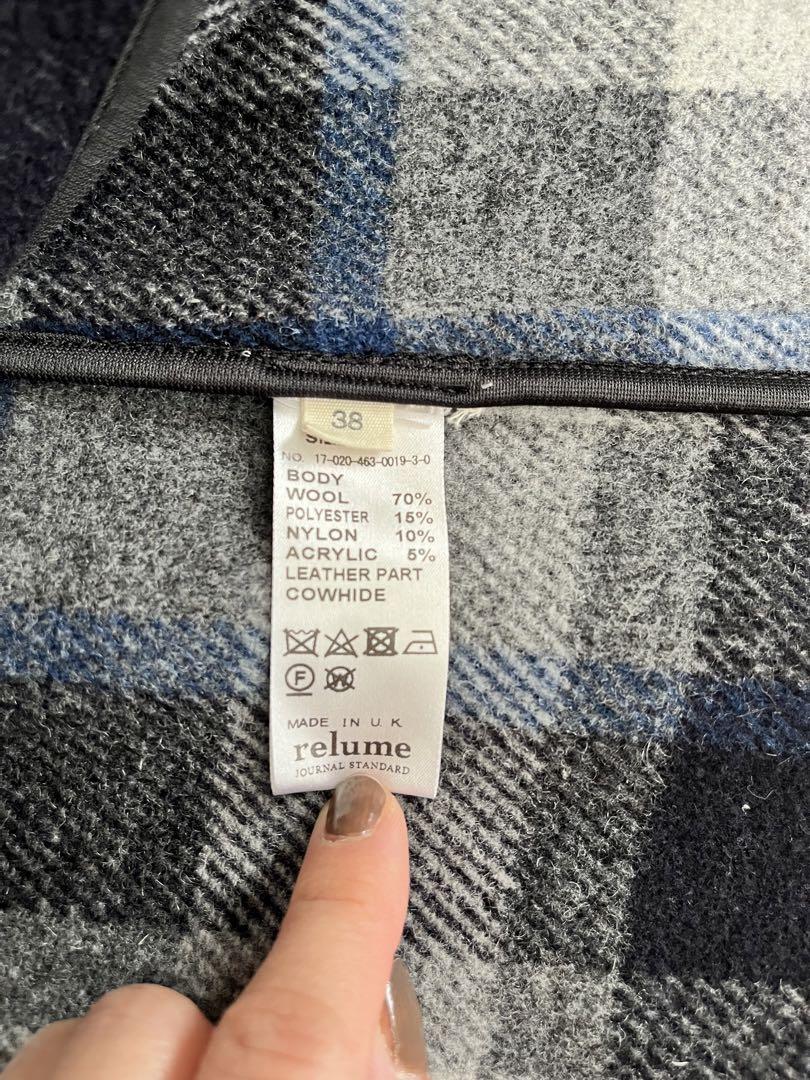 38
NO. 17-020-463-0019-3-0
BODY
WOOL 70%
POLYESTER 15%
NYLON 10%
ACRYLIC 5%
LEATHER PART
COWHIDE
F W
MADE IN U. K
relume
JOURNAL STANDARD